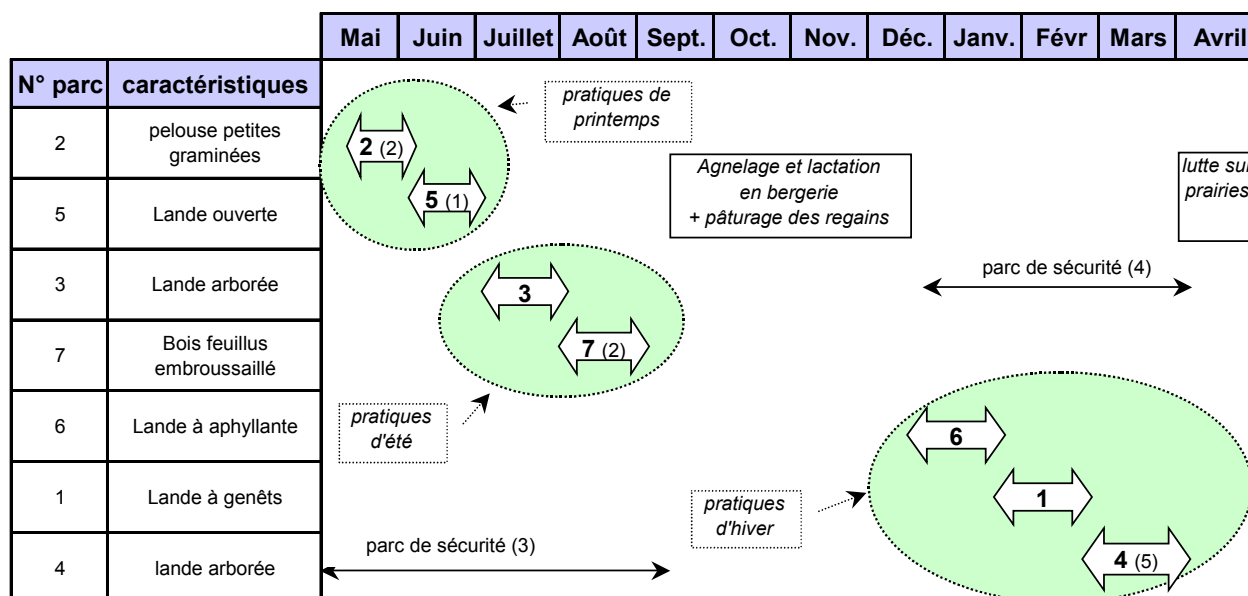 Mai Juin Juillet Août Sept. Oct. Nov. Déc. Janv. Févr Mars Avril
N° parc caractéristiques
2 pelouse petites
graminées
5 Lande ouverte
3 Lande arborée
7 Bois feuillus
embroussaillé
6 Lande à aphyllante
1 Lande à genêts
4 lande arborée
pratiques de
printemps
2 (2)
5 (1)
Agnelage et lactation
en bergerie
+ pâturage des regains
lutte sur
prairies
parc de sécurité (4)
3
7 (2)
pratiques
d'été
6
1
pratiques
d'hiver
4 (5)
parc de sécurité (3)